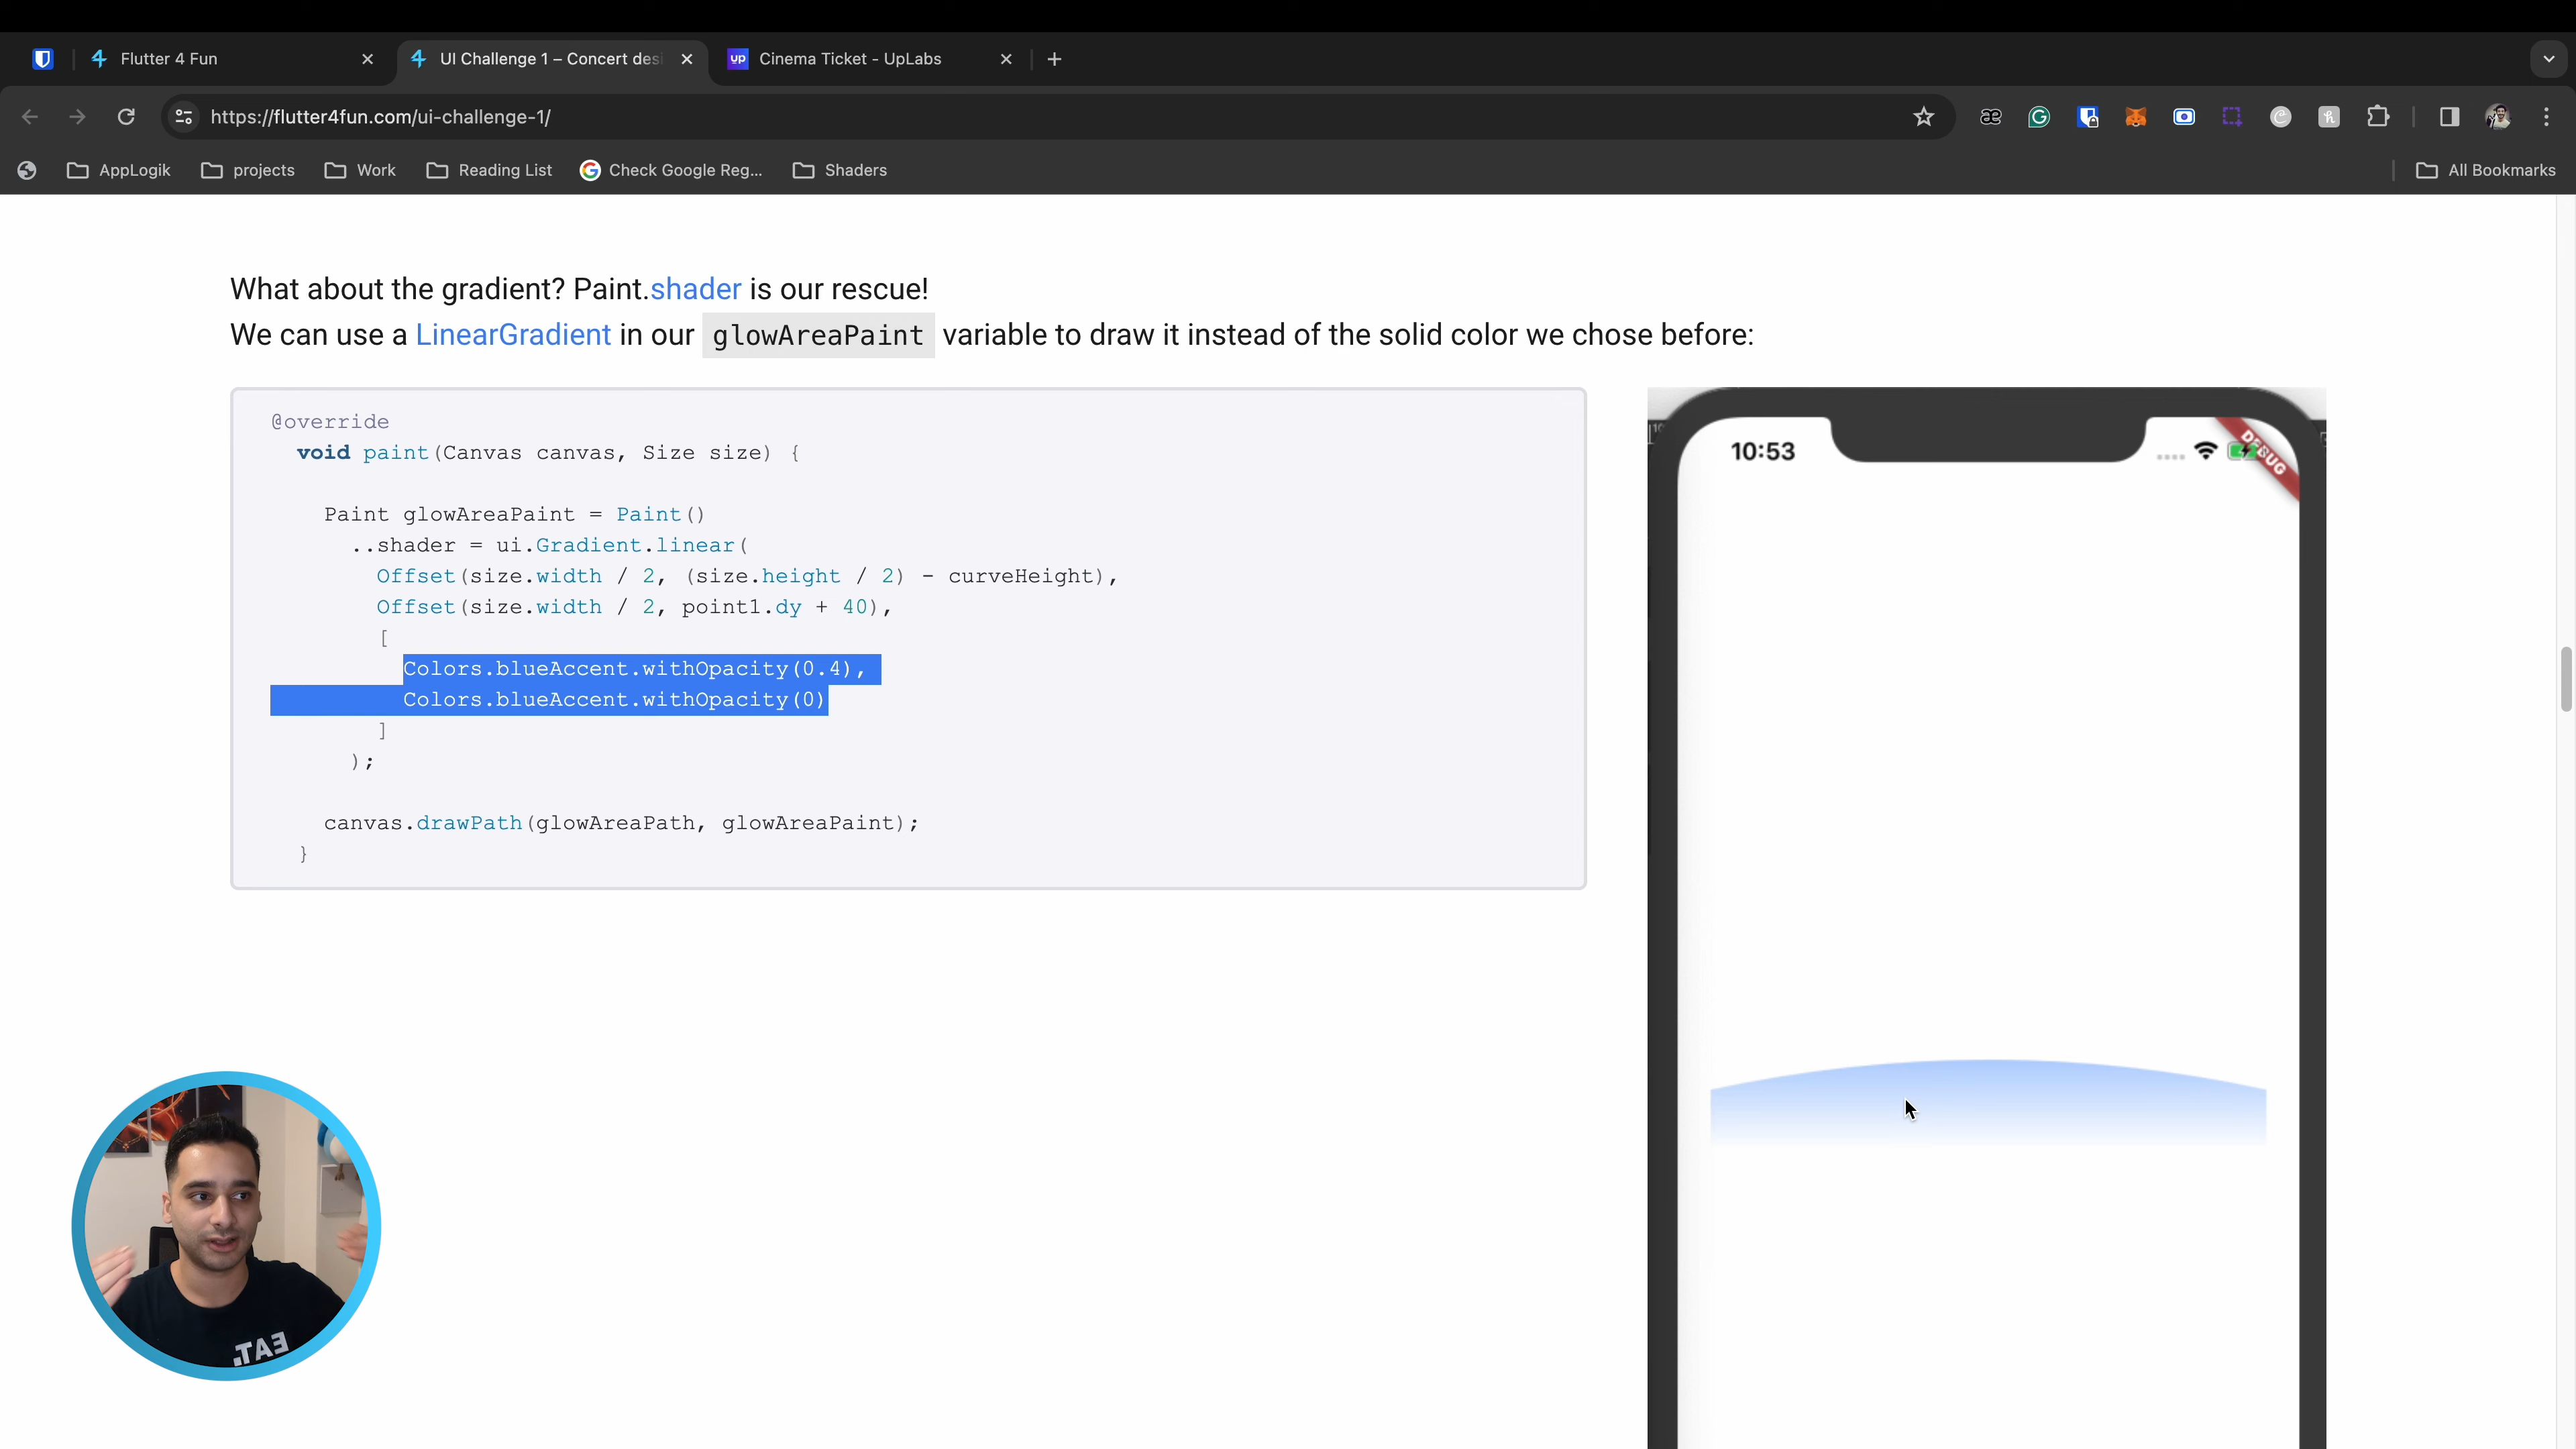 Flutter 4 Fun
UI Challenge 1 – Concert des
up Cinema Ticket - UpLabs
https://flutter4fun.com/ui-challenge-1/
AppLogik
projects
Work
Reading List
Check Google Reg...
Shaders
All Bookmarks
What about the gradient? Paint.shader is our rescue!
We can use a LinearGradient in our glowAreaPaint variable to draw it instead of the solid color we chose before:
@override
void paint(Canvas canvas, Size size) {
Paint glowAreaPaint = Paint()
..shader = ui.Gradient.linear(
Offset(size.width / 2, (size.height / 2) - curveHeight),
Offset(size.width / 2, point1.dy + 40),
[
Colors.blueAccent.withOpacity(0.4),
Colors.blueAccent.withOpacity(0)
]
);
canvas.drawPath(glowAreaPath, glowAreaPaint);
}
10:53
DEBUG
EAT,